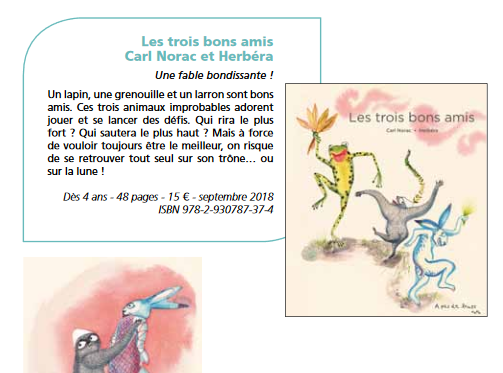 Les trois bons amis
Carl Norac et Herbéra
Une fable bondissante !
Un lapin, une grenouille et un larron sont bons
amis. Ces trois animaux improbables adorent
jouer et se lancer des défis. Qui rira le plus
fort ? Qui sautera le plus haut ? Mais à force
de vouloir toujours être le meilleur, on risque
de se retrouver tout seul sur son trône... ou
sur la lune !
Dès 4 ans - 48 pages - 15 € - septembre 2018
ISBN 978-2-930787-37-4
Les trois bons amis
Carl Norac • Herbéra